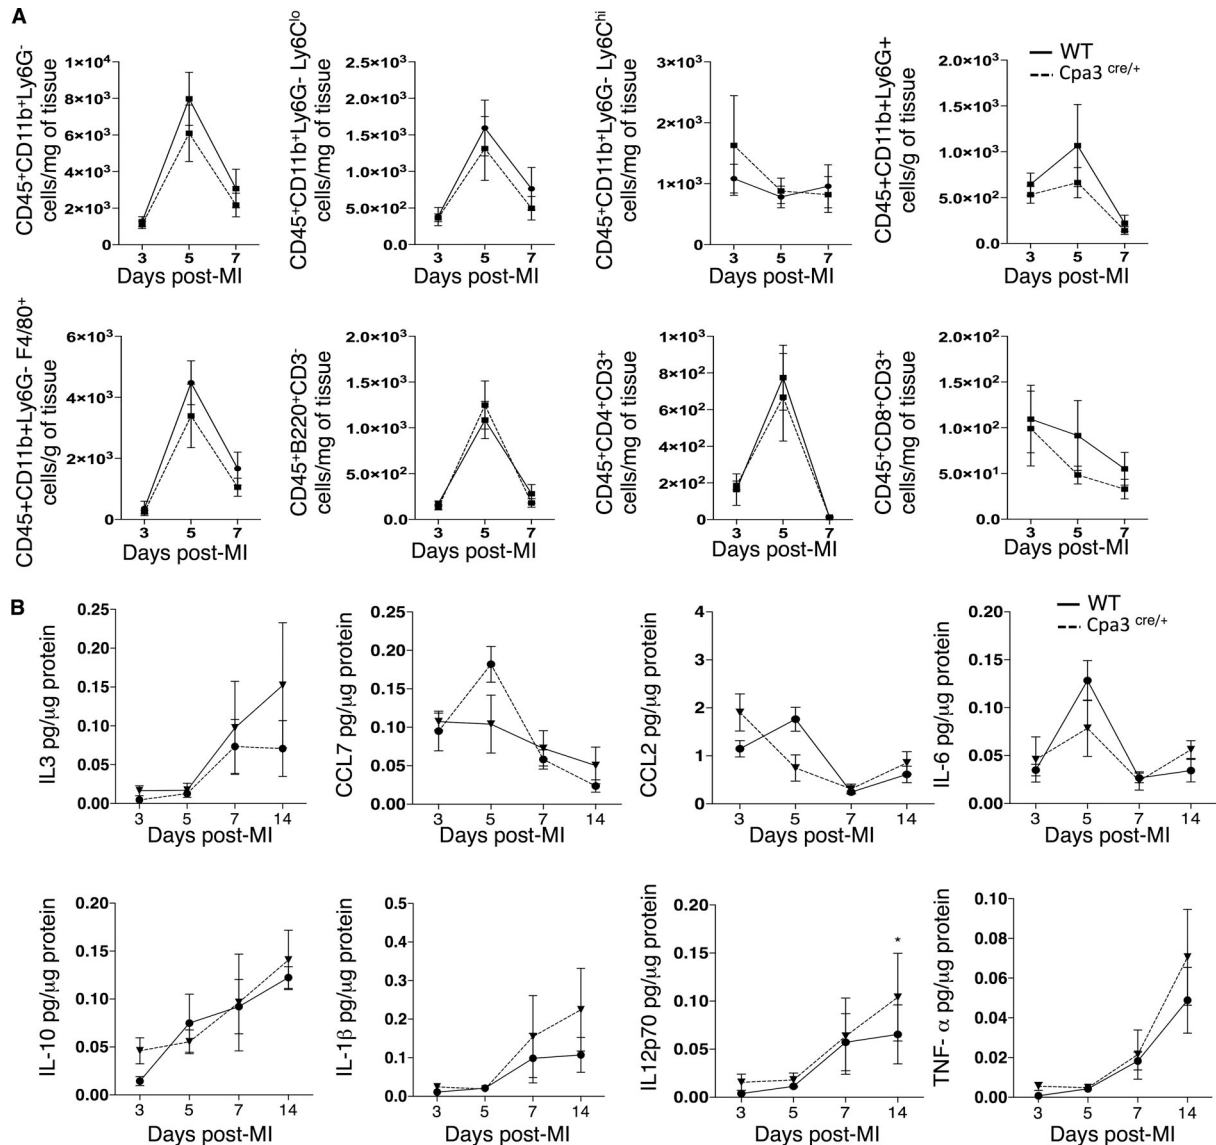 A
CD45⁺CD11b⁺Ly6G⁻
cells/mg of tissue
1×10⁴
8×10³
6×10³
4×10³
2×10³
0
3 5 7
Days post-MI
CD45⁺CD11b⁺Ly6G⁻ Ly6Cˡᵒ
cells/mg of tissue
2.5×10³
2.0×10³
1.5×10³
1.0×10³
5.0×10²
0.0
3 5 7
Days post-MI
CD45⁺CD11b⁺Ly6G⁻ Ly6Cʰⁱ
cells/mg of tissue
3×10³
2×10³
1×10³
0
3 5 7
Days post-MI
CD45+CD11b+Ly6G+
cells/g of tissue
2.0×10³
1.5×10³
1.0×10³
5.0×10²
0.0
3 5 7
Days post-MI
WT
Cpa3 ᶜʳᵉ/⁺
CD45+CD11b+Ly6G- F4/80⁺
cells/g of tissue
6×10³
4×10³
2×10³
0
3 5 7
Days post-MI
CD45⁺B220⁺CD3⁻
cells/mg of tissue
2.0×10³
1.5×10³
1.0×10³
5.0×10²
0.0
3 5 7
Days post-MI
CD45⁺CD4⁺CD3⁺
cells/mg of tissue
1×10³
8×10²
6×10²
4×10²
2×10²
0
3 5 7
Days post-MI
CD45⁺CD8⁺CD3⁺
cells/mg of tissue
2.0×10²
1.5×10²
1.0×10²
5.0×10¹
0.0
3 5 7
Days post-MI
B
IL3 pg/µg protein
0.25
0.20
0.15
0.10
0.05
0.00
3 5 7 14
Days post-MI
CCL7 pg/µg protein
0.25
0.20
0.15
0.10
0.05
0.00
3 5 7 14
Days post-MI
CCL2 pg/µg protein
4
3
2
1
0
3 5 7 14
Days post-MI
IL-6 pg/µg protein
0.20
0.15
0.10
0.05
0.00
3 5 7 14
Days post-MI
WT
Cpa3 ᶜʳᵉ/⁺
IL-10 pg/µg protein
0.20
0.15
0.10
0.05
0.00
3 5 7 14
Days post-MI
IL-1β pg/µg protein
0.5
0.4
0.3
0.2
0.1
0.0
3 5 7 14
Days post-MI
IL12p70 pg/µg protein
0.20
0.15
0.10
0.05
0.00
*
3 5 7 14
Days post-MI
TNF- α pg/µg protein
0.10
0.08
0.06
0.04
0.02
0.00
3 5 7 14
Days post-MI